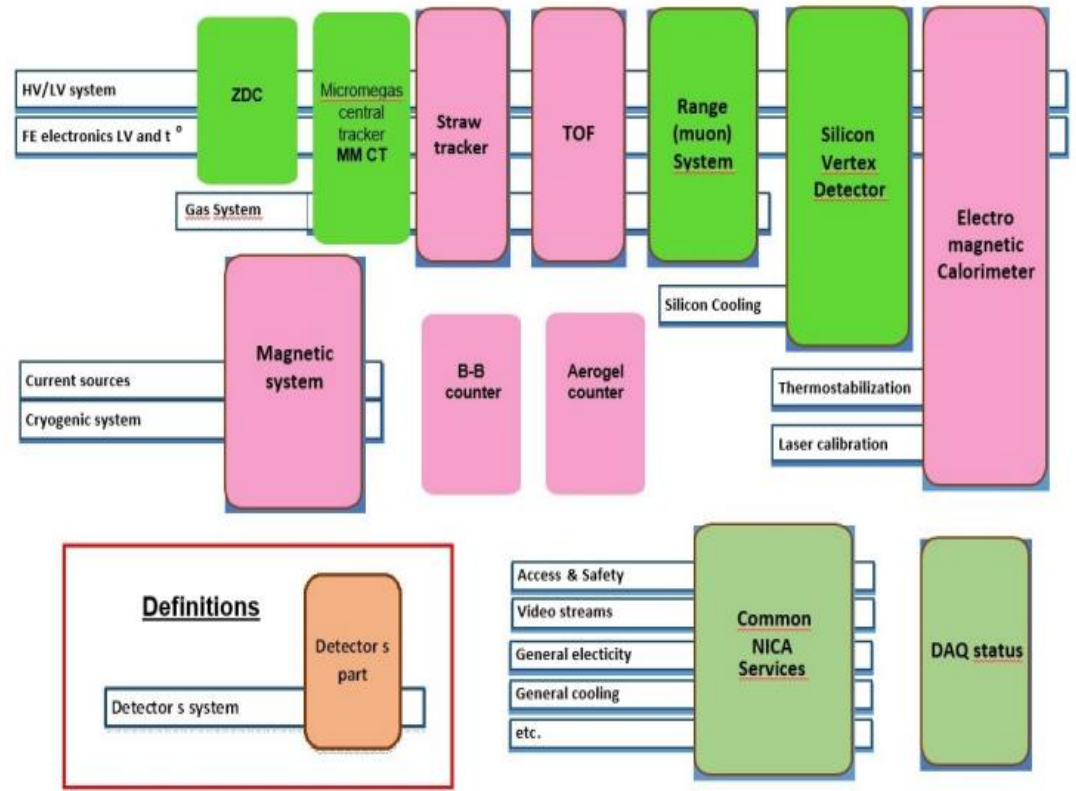 HV/LV system
FE electronics LV and t °
Gas System
ZDC
Micromegas
central
tracker
MM CT
Straw
tracker
TOF
Range
(muon)
System
Silicon
Vertex
Detector
Electro
magnetic
Calorimeter
Silicon Cooling
Thermostabilization
Laser calibration
Current sources
Cryogenic system
Magnetic
system
B-B
counter
Aerogel
counter
Definitions
Detector s
part
Detector s system
Access & Safety
Video streams
General electicity
General cooling
etc.
Common
NICA
Services
DAQ status